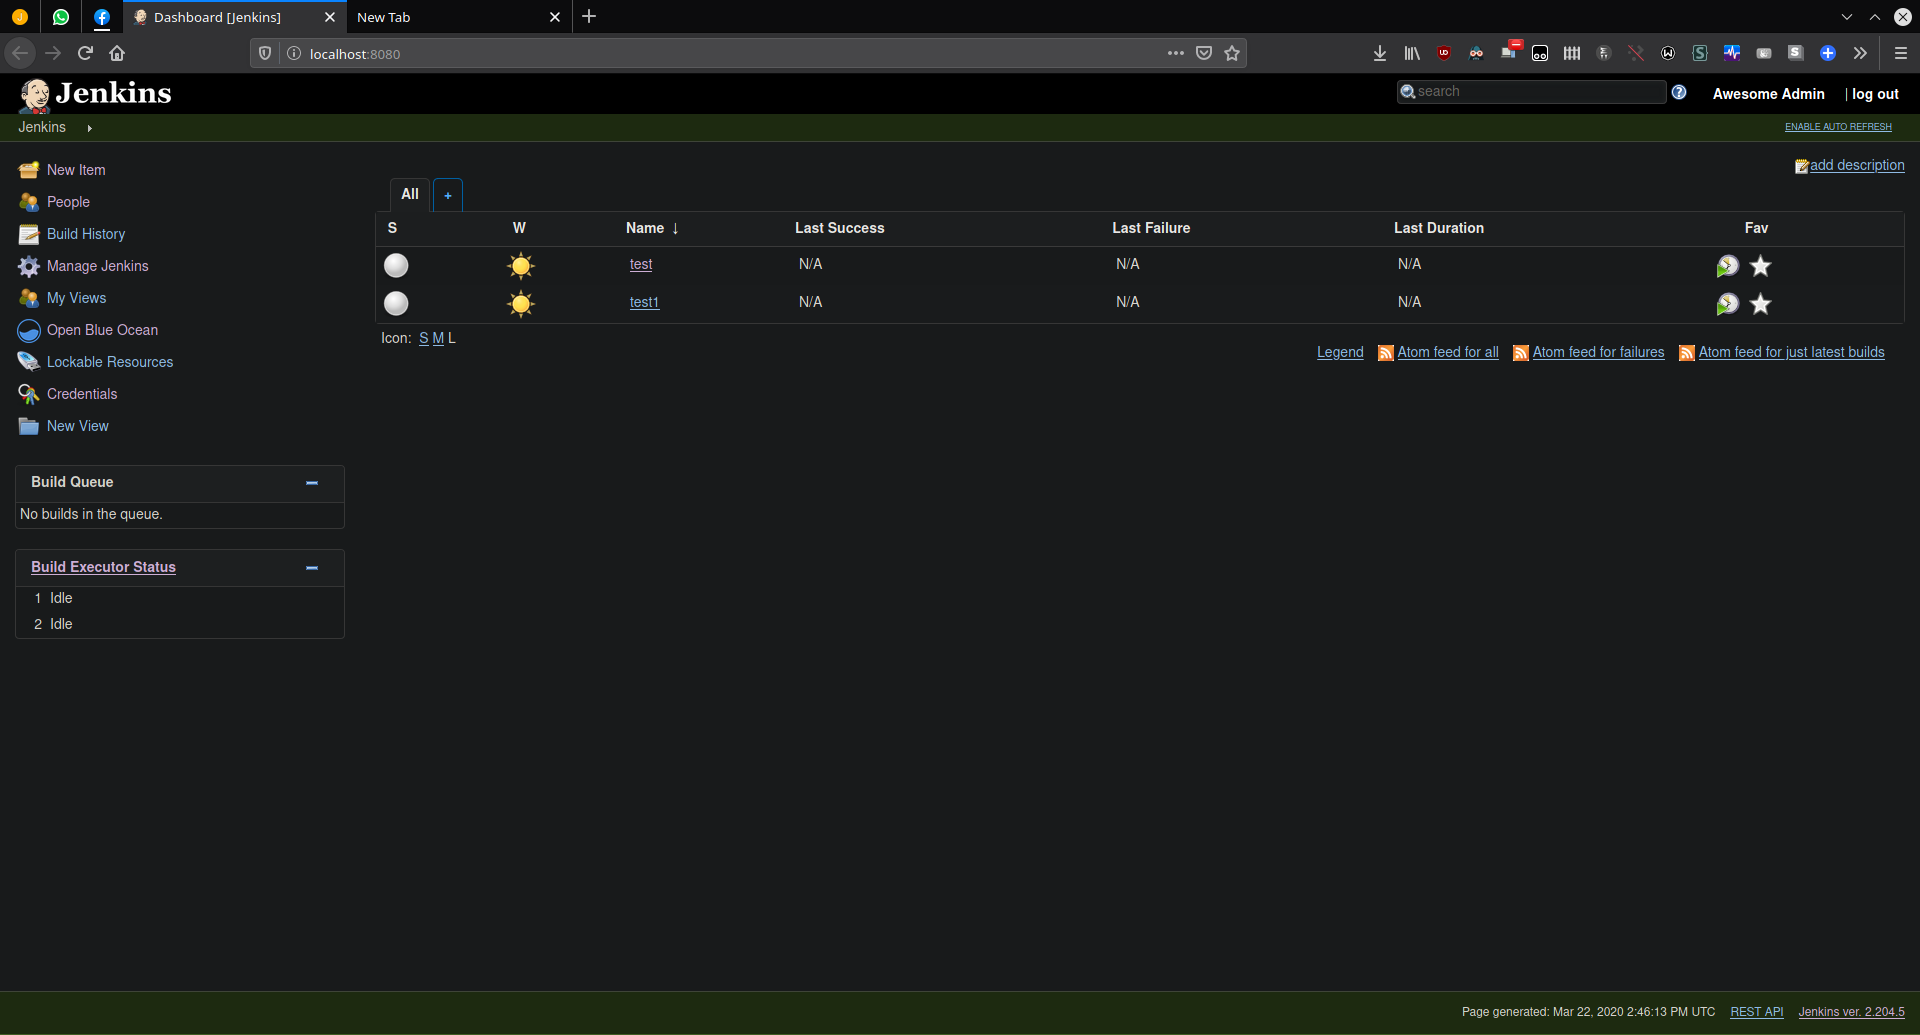 Dashboard [Jenkins]
New Tab
localhost:8080
Jenkins
search
Awesome Admin
| log out
Jenkins
ENABLE AUTO REFRESH
New Item
People
Build History
Manage Jenkins
My Views
Open Blue Ocean
Lockable Resources
Credentials
New View
Build Queue
No builds in the queue.
Build Executor Status
1 Idle
2 Idle
add description
All +
S W Name ↓ Last Success Last Failure Last Duration Fav
test N/A N/A N/A
test1 N/A N/A N/A
Icon: S M L
Legend Atom feed for all Atom feed for failures Atom feed for just latest builds
Page generated: Mar 22, 2020 2:46:13 PM UTC REST API Jenkins ver. 2.204.5